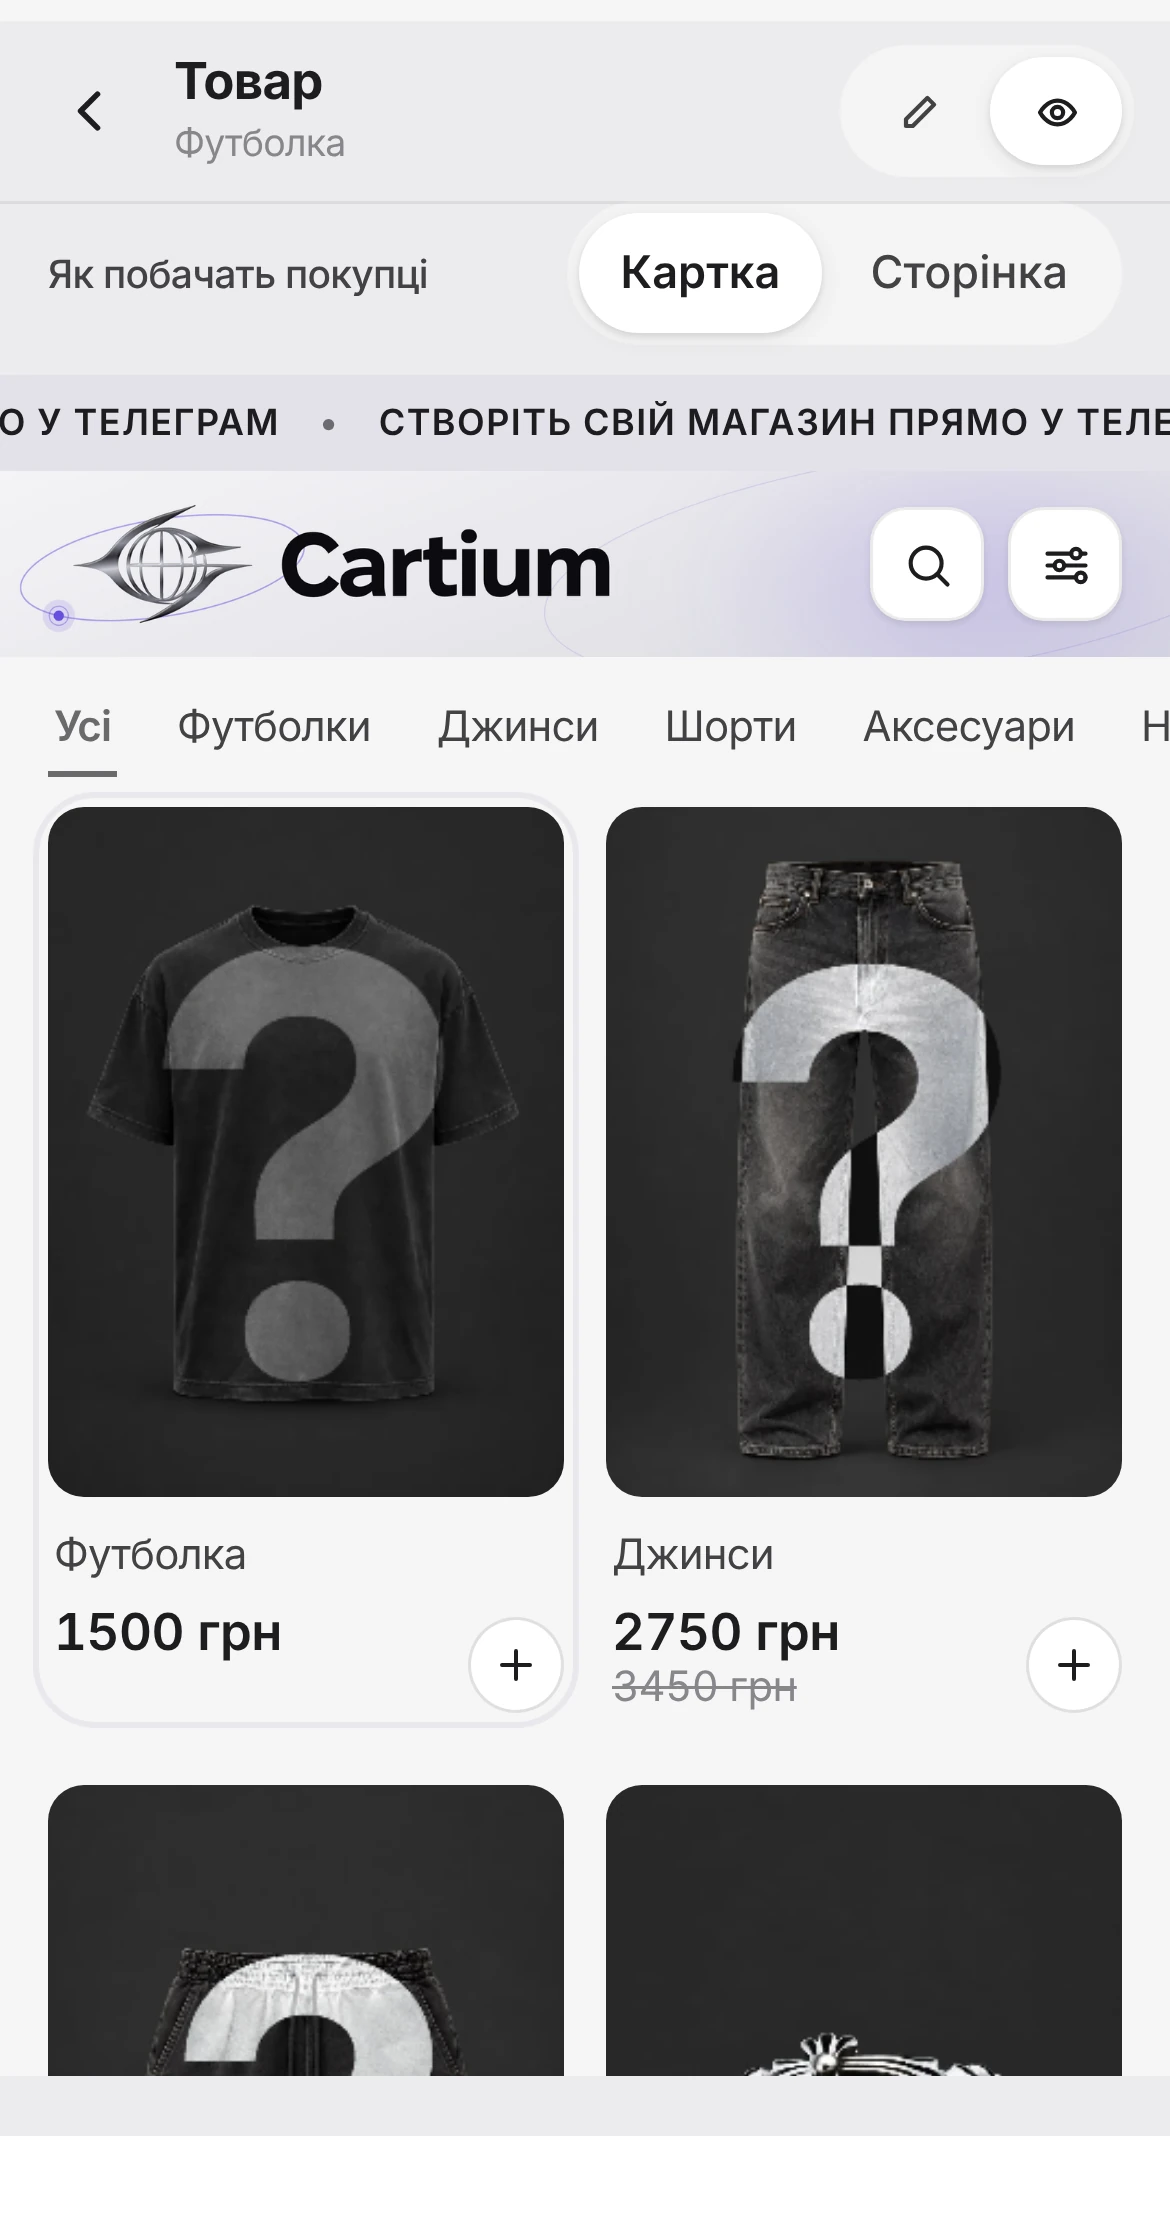 Товар
Футболка
Як побачать покупці
Картка
Сторінка
О У ТЕЛЕГРАМ • СТВОРІТЬ СВІЙ МАГАЗИН ПРЯМО У ТЕЛЕ
Cartium
Усі Футболки Джинси Шорти Аксесуари Н
?
?
Футболка
1500 грн
Джинси
2750 грн
3450 грн